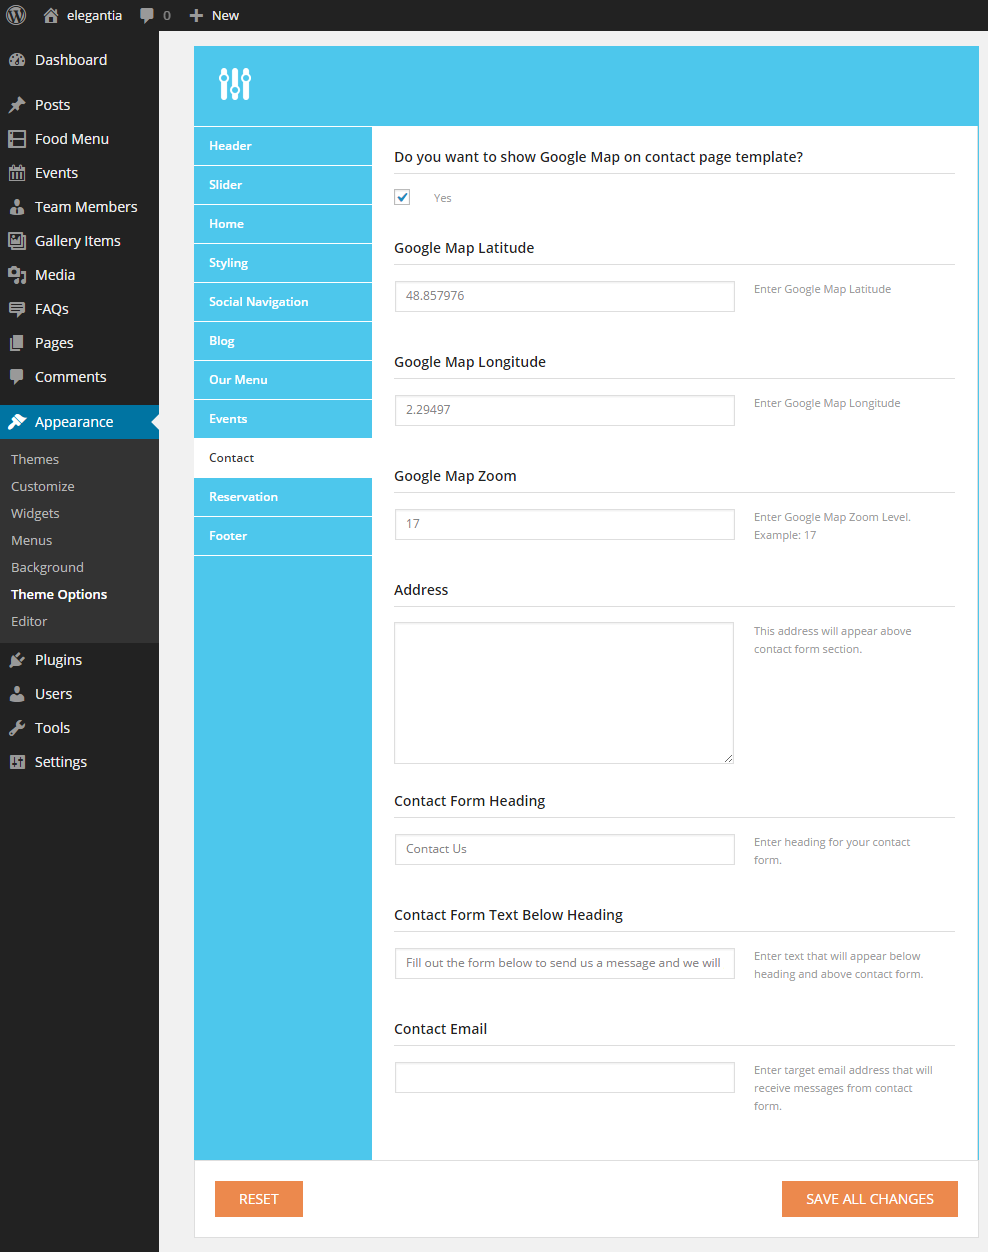 elegantia 0 New
Dashboard
Posts
Food Menu
Events
Team Members
Gallery Items
Media
FAQs
Pages
Comments
Appearance
Themes
Customize
Widgets
Menus
Background
Theme Options
Editor
Plugins
Users
Tools
Settings
Header
Slider
Home
Styling
Social Navigation
Blog
Our Menu
Events
Contact
Reservation
Footer
Do you want to show Google Map on contact page template?
Yes
Google Map Latitude
48.857976
Enter Google Map Latitude
Google Map Longitude
2.29497
Enter Google Map Longitude
Google Map Zoom
17
Enter Google Map Zoom Level.
Example: 17
Address
This address will appear above
contact form section.
Contact Form Heading
Contact Us
Enter heading for your contact
form.
Contact Form Text Below Heading
Fill out the form below to send us a message and we will
Enter text that will appear below
heading and above contact form.
Contact Email
Enter target email address that will
receive messages from contact
form.
RESET
SAVE ALL CHANGES